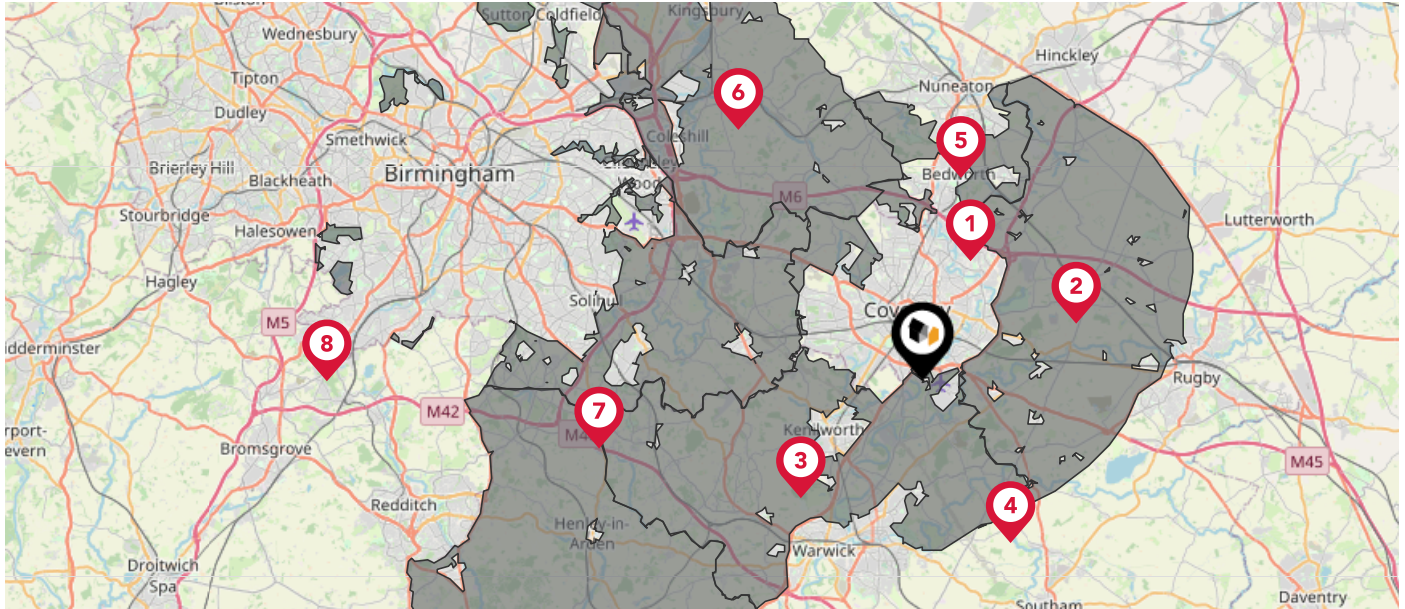 Sutton Coldfield
Kingsbury
Wednesbury
Hinckley
Tipton
Nuneaton
Dudley
6
Smethwick
Coleshill
5
Brierley Hill
Birmingham
Wood
Bedworth
Blackheath
M6
Stourbridge
1
Lutterworth
Halesowen
Hagley
2
Solihu
Cov
M5
8
idderminster
Rugby
M42
7
M4
Kenilworth
rport-
evern
Bromsgrove
3
M45
Redditch
4
Henley-in-
Arden
Warwick
Droitwich
Spa
Daventry
Southam